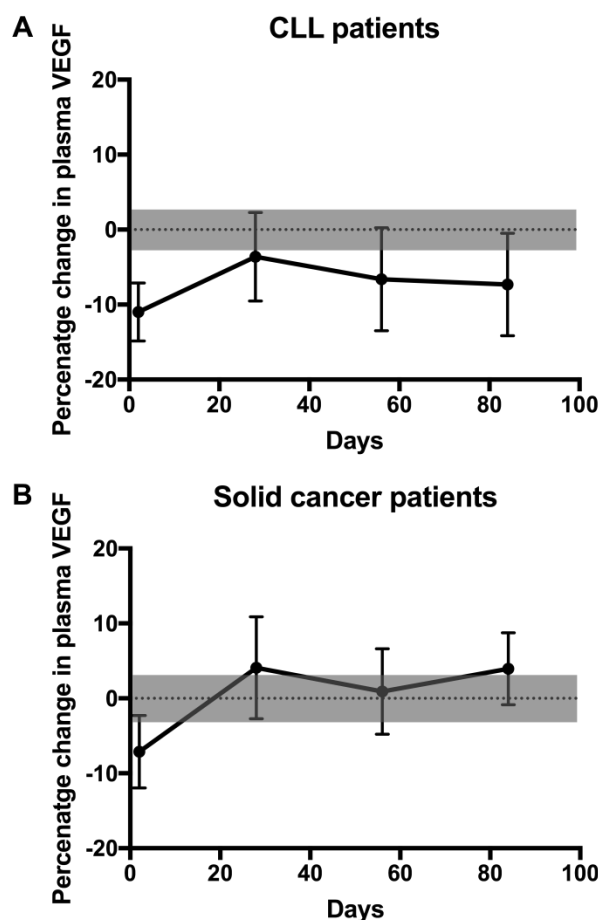 A
CLL patients
Percenatge change in plasma VEGF
20
10
0
-10
-20
0 20 40 60 80 100
Days
B
Solid cancer patients
Percenatge change in plasma VEGF
20
10
0
-10
-20
0 20 40 60 80 100
Days